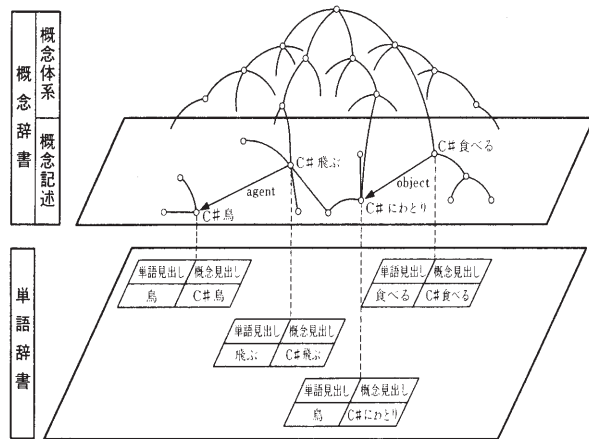 概念辞書
概念体系
概念記述
C#飛ぶ
C#食べる
agent
object
C#鳥
C#にわとり
単語辞書
単語見出し 概念見出し
鳥 C#鳥
単語見出し 概念見出し
食べる C#食べる
単語見出し 概念見出し
飛ぶ C#飛ぶ
単語見出し 概念見出し
鳥 C#にわとり